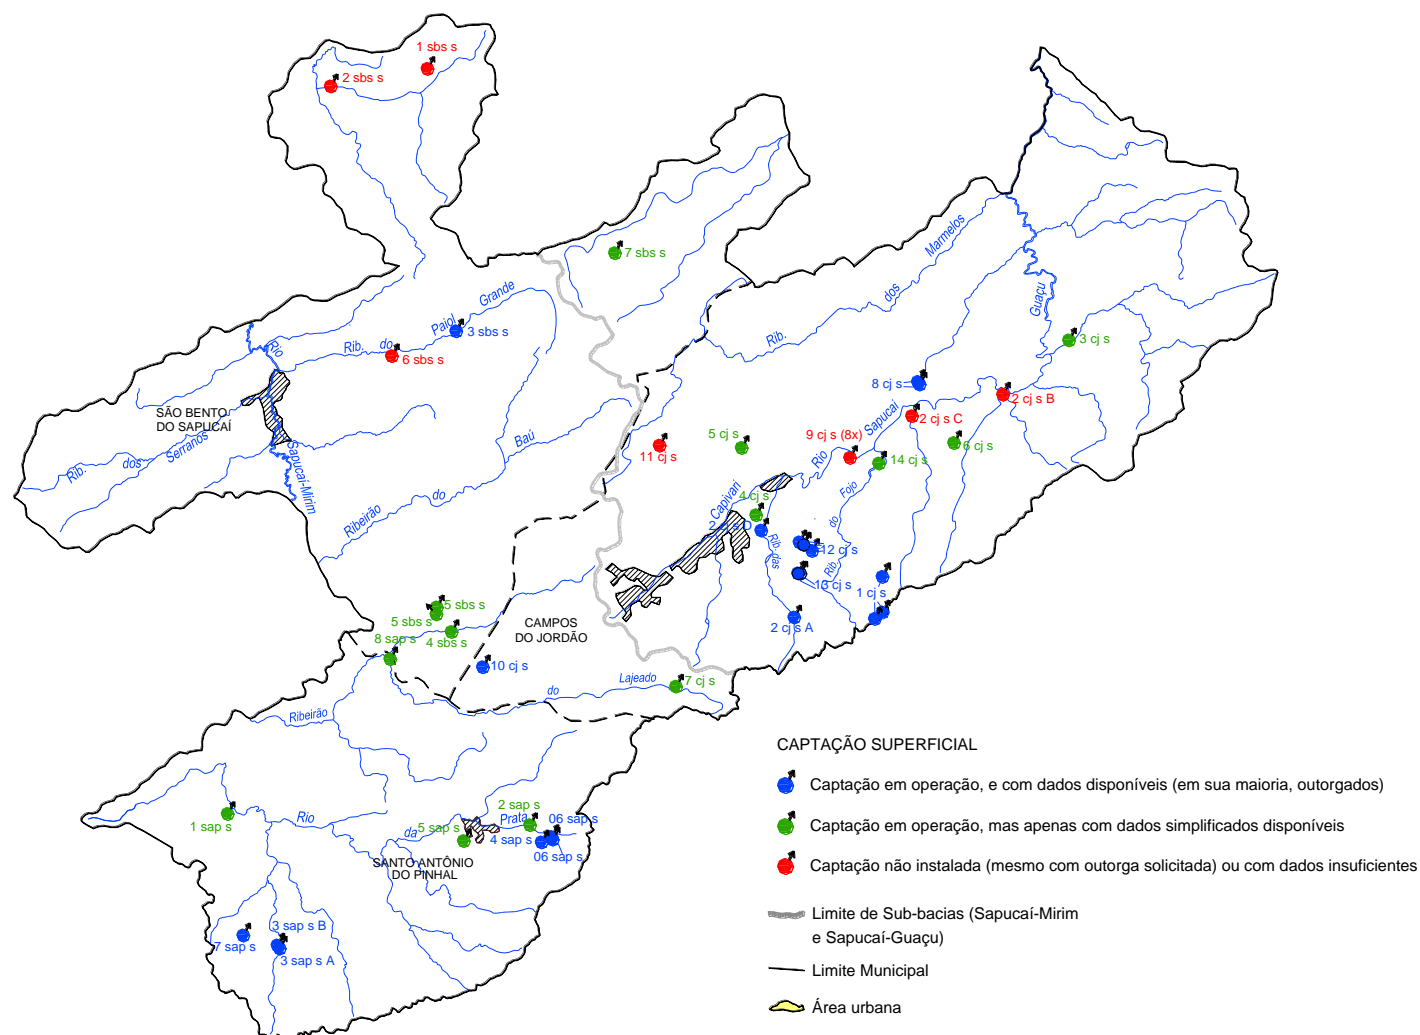 1 sbs s
2 sbs s
7 sbs s
Marmelos
dos
Rib.
Guaçu
Grande
Paiol
do
Rib.
3 sbs s
6 sbs s
Rio
3 cj s
8 cj s
2 cj s B
2 cj s C
Sapucaí
Rio
9 cj s (8x)
6 cj s
14 cj s
5 cj s
11 cj s
SÃO BENTO
DO SAPUCAÍ
Rib.
dos
Serranos
Sapucaí-Mirim
Baú
do
Ribeirão
Capivari
4 cj s
2 cj s D
Rib. das
Fojo
do
Rib.
12 cj s
13 cj s
1 cj s
2 cj s A
5 sbs s
5 sbs s
4 sbs s
8 sap s
CAMPOS
DO JORDÃO
10 cj s
7 cj s
Lajeado
do
Ribeirão
1 sap s
Rio
da
Prata
2 sap s
5 sap s
4 sap s
06 sap s
06 sap s
SANTO ANTÔNIO
DO PINHAL
7 sap s
3 sap s B
3 sap s A
CAPTAÇÃO SUPERFICIAL
Captação em operação, e com dados disponíveis (em sua maioria, outorgados)
Captação em operação, mas apenas com dados simplificados disponíveis
Captação não instalada (mesmo com outorga solicitada) ou com dados insuficientes
Limite de Sub-bacias (Sapucaí-Mirim
e Sapucaí-Guaçu)
Limite Municipal
Área urbana